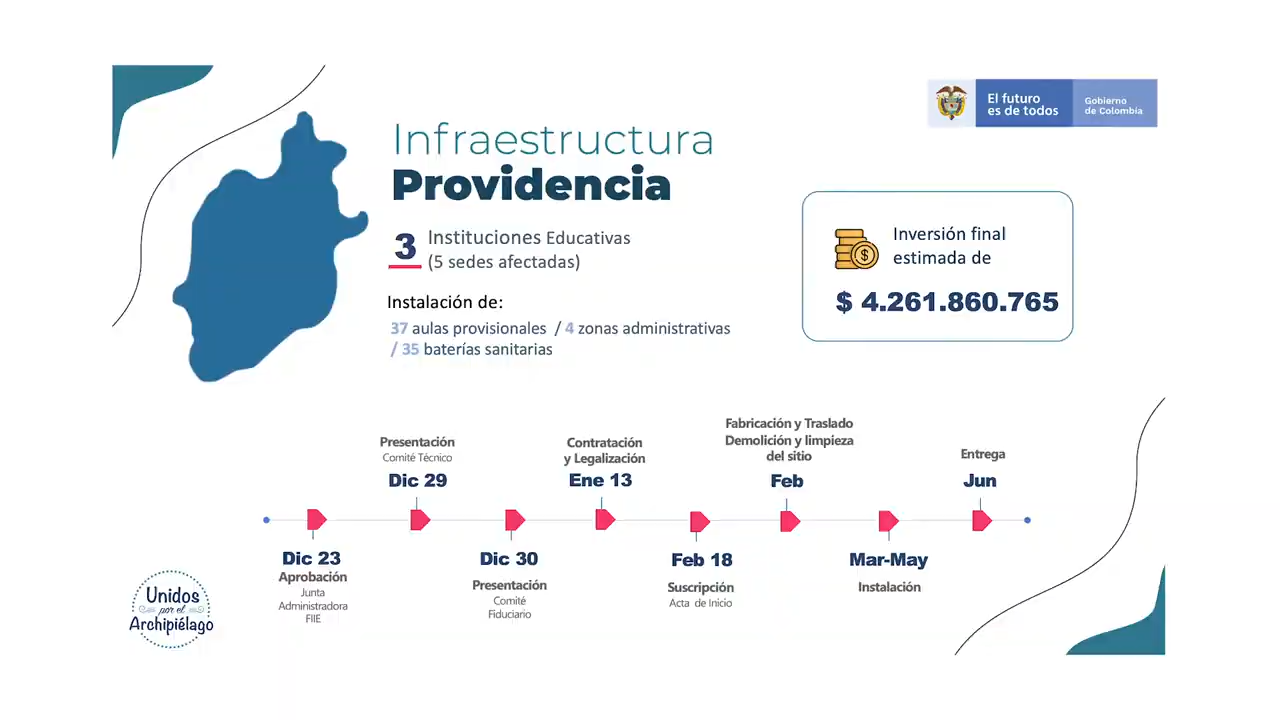 El futuro
es de todos
Gobierno
de Colombia
Infraestructura
Providencia
3 Instituciones Educativas
(5 sedes afectadas)
Instalación de:
37 aulas provisionales / 4 zonas administrativas
/ 35 baterías sanitarias
Inversión final
estimada de
$ 4.261.860.765
Dic 23
Aprobación
Junta
Administradora
FIIE
Presentación
Comité Técnico
Dic 29
Dic 30
Presentación
Comité
Fiduciario
Contratación
y Legalización
Ene 13
Feb 18
Suscripción
Acta de Inicio
Fabricación y Traslado
Demolición y limpieza
del sitio
Feb
Mar-May
Instalación
Entrega
Jun
Unidos
por el
Archipiélago